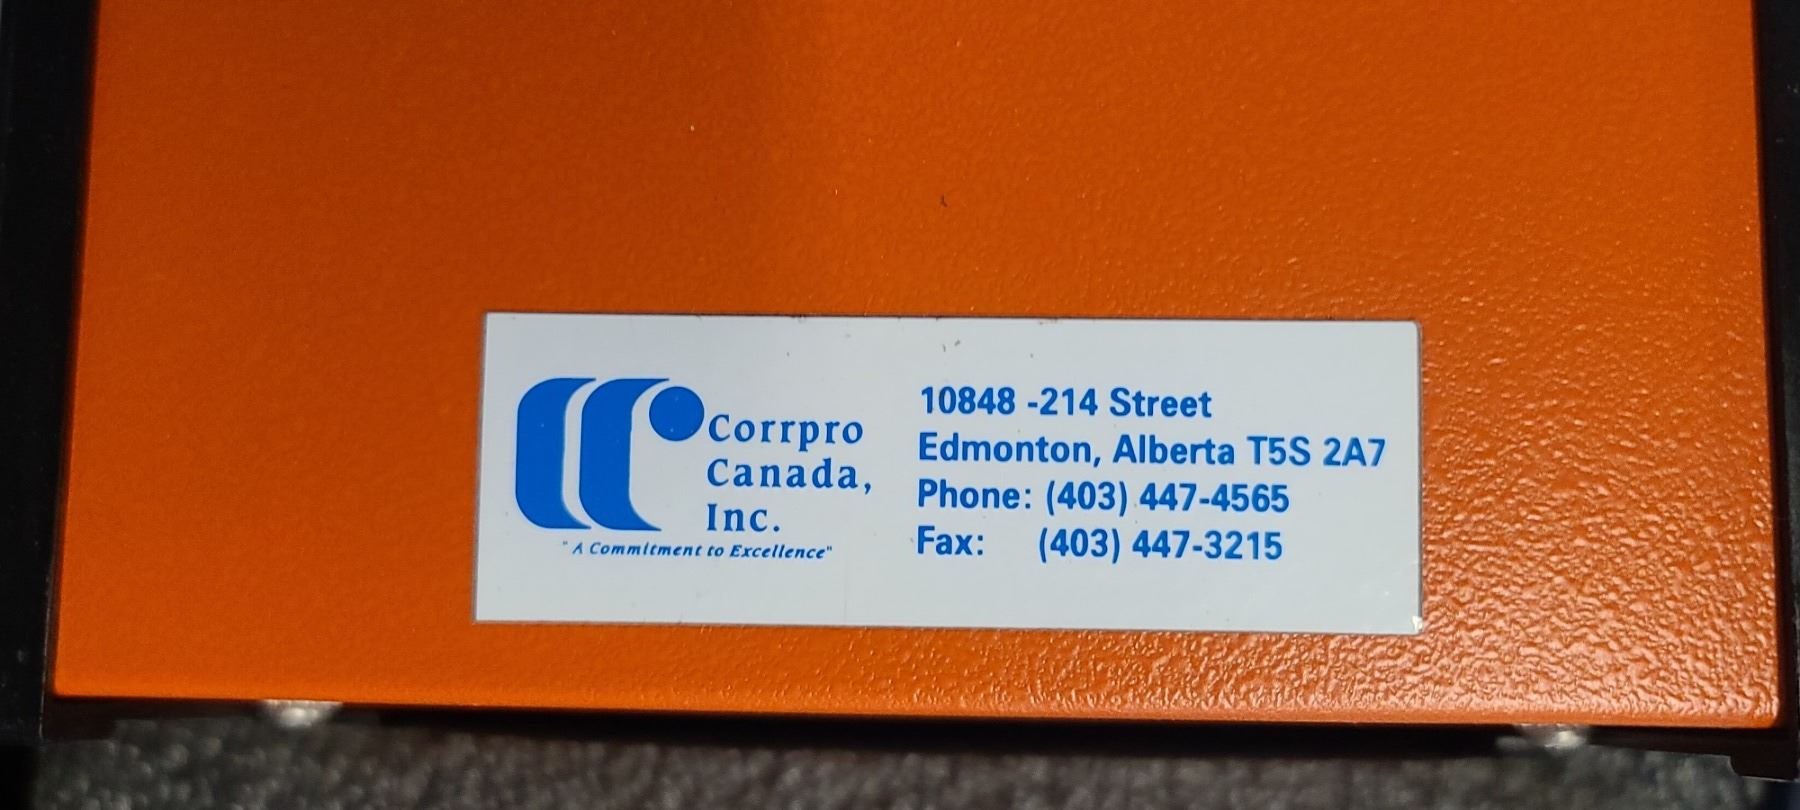 Corrpro
Canada,
Inc.
"A Commitment to Excellence"
10848 -214 Street
Edmonton, Alberta T5S 2A7
Phone: (403) 447-4565
Fax: (403) 447-3215